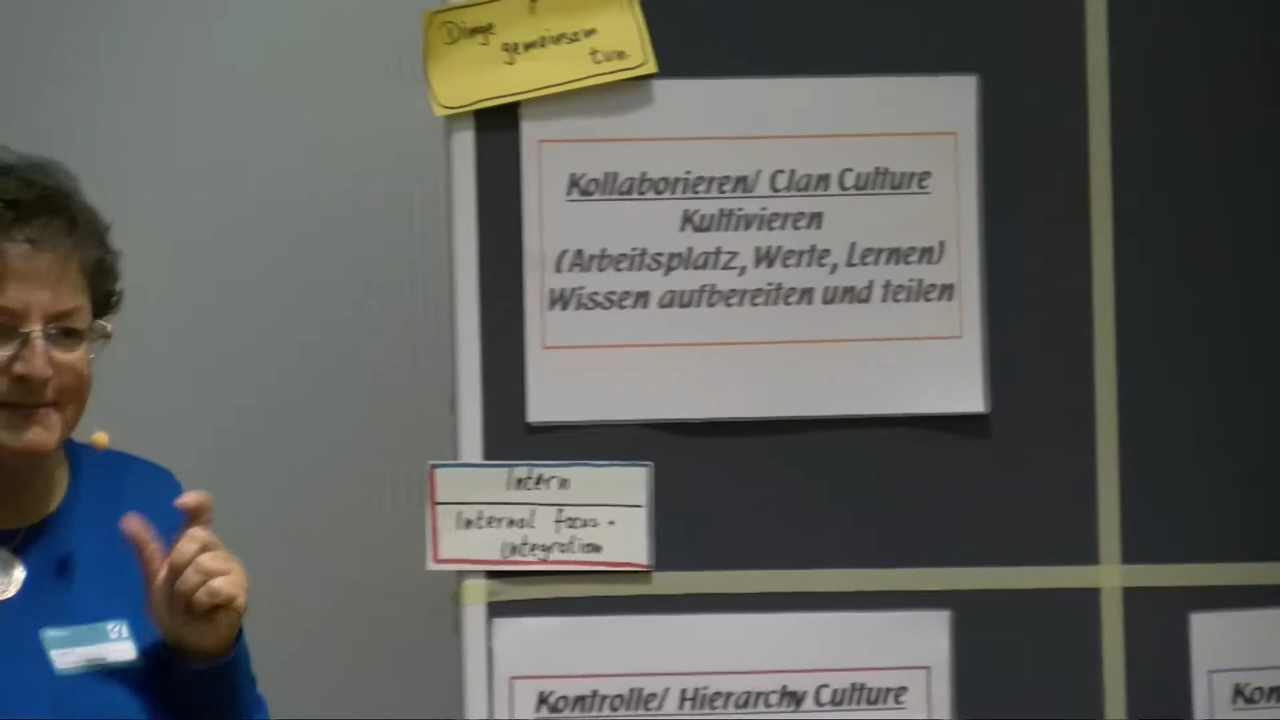 Dinge
gemeinsam
tun
Kollaborieren/ Clan Culture
Kultivieren
(Arbeitsplatz, Werte, Lernen)
Wissen aufbereiten und teilen
Intern
Internal focus -
integration
Kontrolle/ Hierarchy Culture
Kon